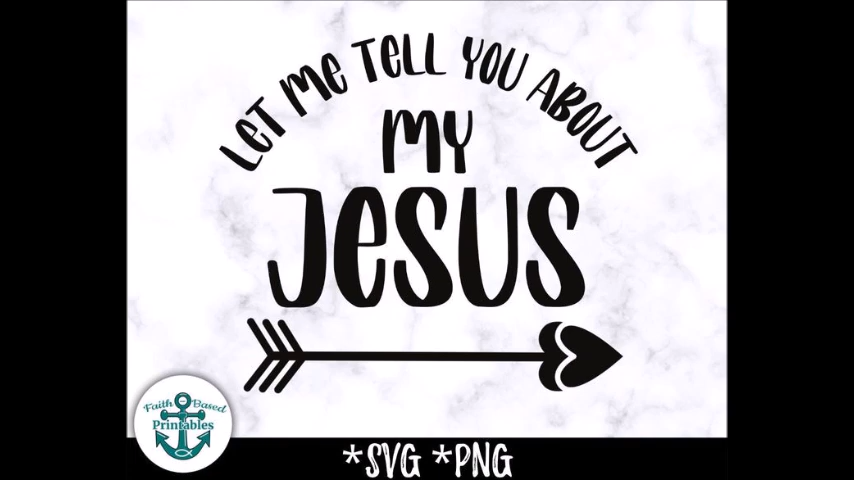 LET ME TELL YOU ABOUT
MY
JESUS
Faith Based
Printables
*SVG *PNG